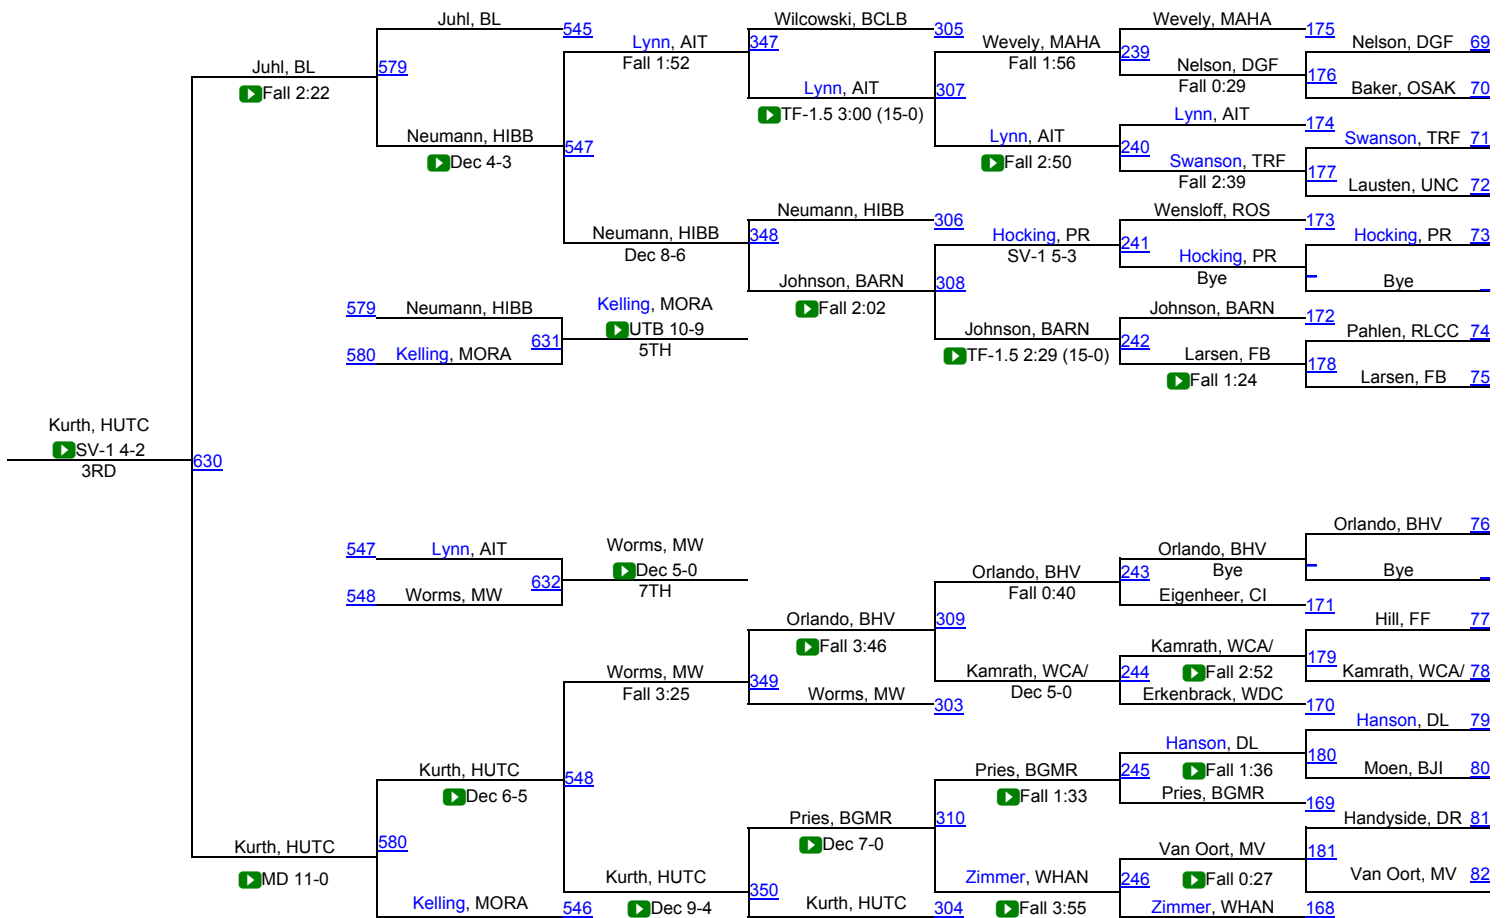 Juhl, BL
545
Wilcowski, BCLB
305
Wevely, MAHA
175
Lynn, AIT
347
Wevely, MAHA
239
Nelson, DGF 69
Fall 1:52
Fall 1:56
Juhl, BL
579
Nelson, DGF
176
Fall 2:22
Lynn, AIT
307
Fall 0:29
Baker, OSAK 70
TF-1.5 3:00 (15-0)
Lynn, AIT
174
Neumann, HIBB
547
Lynn, AIT
240
Swanson, TRF 71
Dec 4-3
Fall 2:50
Swanson, TRF
177
Fall 2:39
Lausten, UNC 72
Neumann, HIBB
306
Wensloff, ROS
173
Neumann, HIBB
348
Hocking, PR
241
Hocking, PR 73
Dec 8-6
SV-1 5-3
Hocking, PR
_
Johnson, BARN
308
Bye
Bye _
579 Neumann, HIBB
Kelling, MORA
Fall 2:02
Johnson, BARN
172
UTB 10-9
631
Johnson, BARN
242
Pahlen, RLCC 74
580 Kelling, MORA
5TH
TF-1.5 2:29 (15-0)
Larsen, FB
178
Fall 1:24
Larsen, FB 75
Kurth, HUTC
SV-1 4-2
3RD
630
Orlando, BHV 76
547 Lynn, AIT
Worms, MW
Orlando, BHV
_
632
Dec 5-0
Orlando, BHV
243
Bye
Bye _
548 Worms, MW
7TH
Fall 0:40
Eigenheer, CI
171
Orlando, BHV
309
Hill, FF 77
Fall 3:46
Kamrath, WCA/
179
Worms, MW
349
Kamrath, WCA/
244
Fall 2:52
Kamrath, WCA/ 78
Fall 3:25
Worms, MW
303
Dec 5-0
Erkenbrack, WDC
170
Hanson, DL 79
Hanson, DL
180
Kurth, HUTC
548
Pries, BGMR
245
Fall 1:36
Moen, BJI 80
Dec 6-5
Fall 1:33
Pries, BGMR
169
Pries, BGMR
310
Handyside, DR 81
Kurth, HUTC
580
Dec 7-0
Van Oort, MV
181
MD 11-0
Kurth, HUTC
350
Zimmer, WHAN
246
Fall 0:27
Van Oort, MV 82
Kelling, MORA
546
Dec 9-4
Kurth, HUTC
304
Fall 3:55
Zimmer, WHAN
168